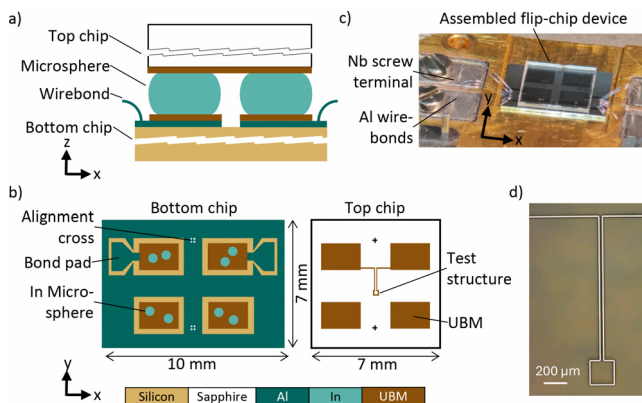 a)
Top chip
Microsphere
Wirebond
Bottom chip
z
x
c)
Assembled flip-chip device
Nb screw
terminal
Al wire-
bonds
y
x
b)
Bottom chip
Top chip
Alignment
cross
Bond pad
In Micro-
sphere
7 mm
10 mm
7 mm
Test
structure
UBM
y
x
Silicon
Sapphire
Al
In
UBM
d)
200 µm